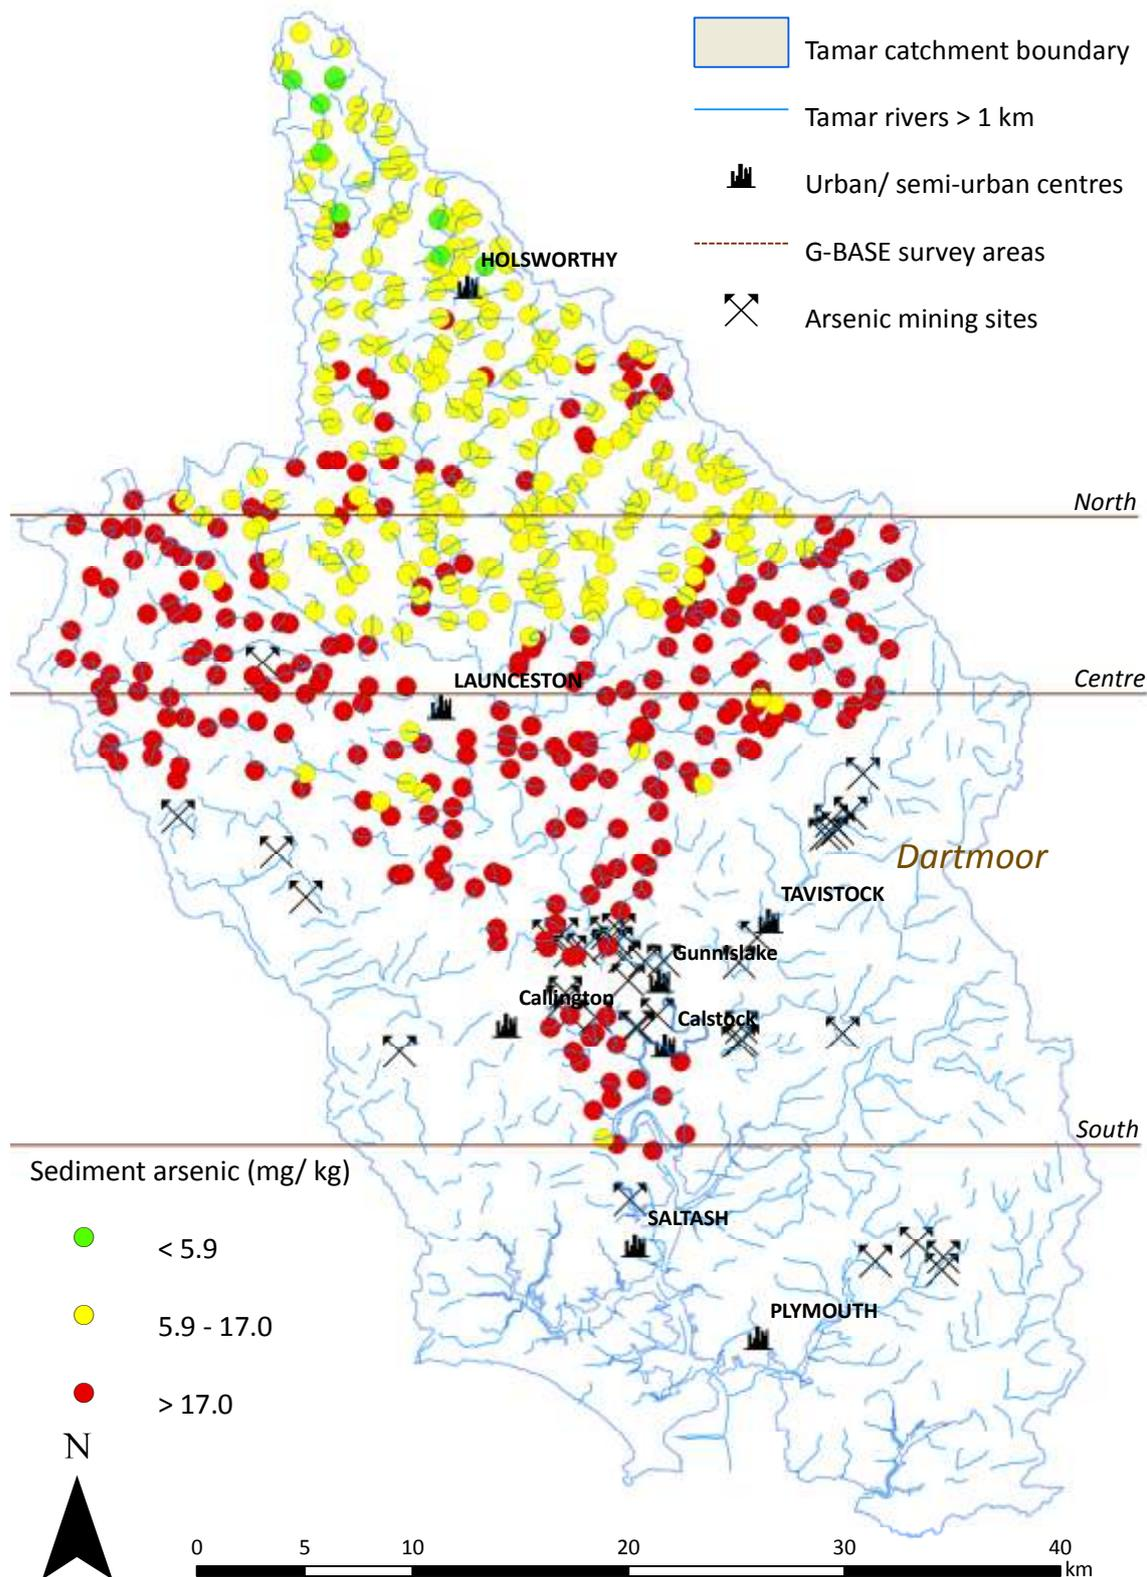 Tamar catchment boundary
Tamar rivers > 1 km
Urban/ semi-urban centres
G-BASE survey areas
Arsenic mining sites
HOLSWORTHY
North
LAUNCESTON
Centre
Dartmoor
TAVISTOCK
Gunnislake
Callington
Calstock
South
Sediment arsenic (mg/ kg)
< 5.9
5.9 - 17.0
> 17.0
SALTASH
PLYMOUTH
N
0 5 10 20 30 40
km